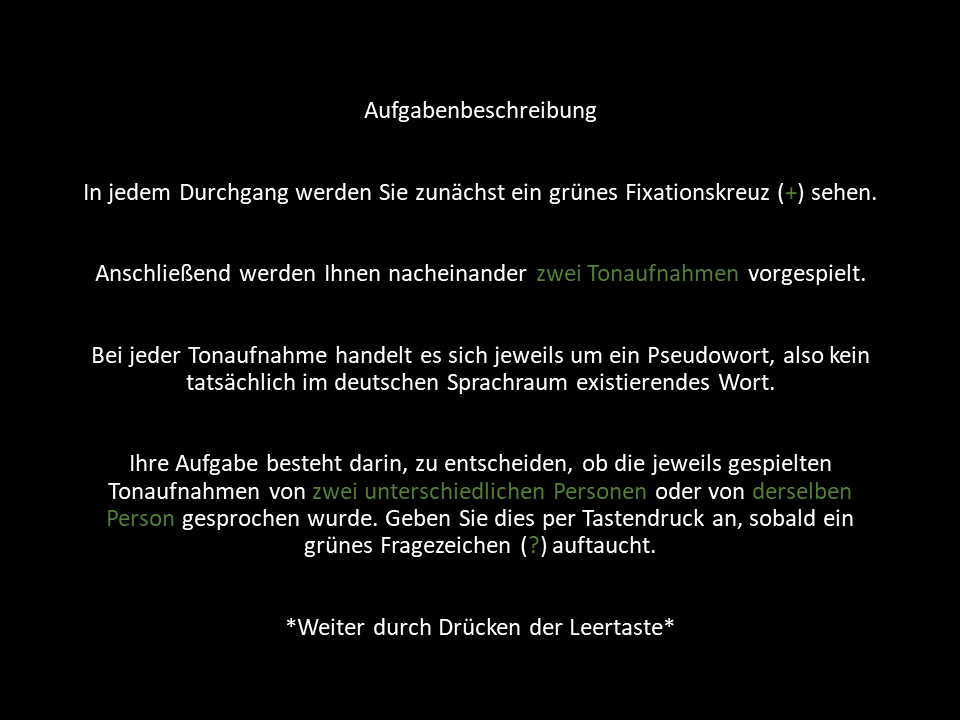 Aufgabenbeschreibung
In jedem Durchgang werden Sie zunächst ein grünes Fixationskreuz (+) sehen.
Anschließend werden Ihnen nacheinander zwei Tonaufnahmen vorgespielt.
Bei jeder Tonaufnahme handelt es sich jeweils um ein Pseudowort, also kein
tatsächlich im deutschen Sprachraum existierendes Wort.
Ihre Aufgabe besteht darin, zu entscheiden, ob die jeweils gespielten
Tonaufnahmen von zwei unterschiedlichen Personen oder von derselben
Person gesprochen wurde. Geben Sie dies per Tastendruck an, sobald ein
grünes Fragezeichen (?) auftaucht.
*Weiter durch Drücken der Leertaste*